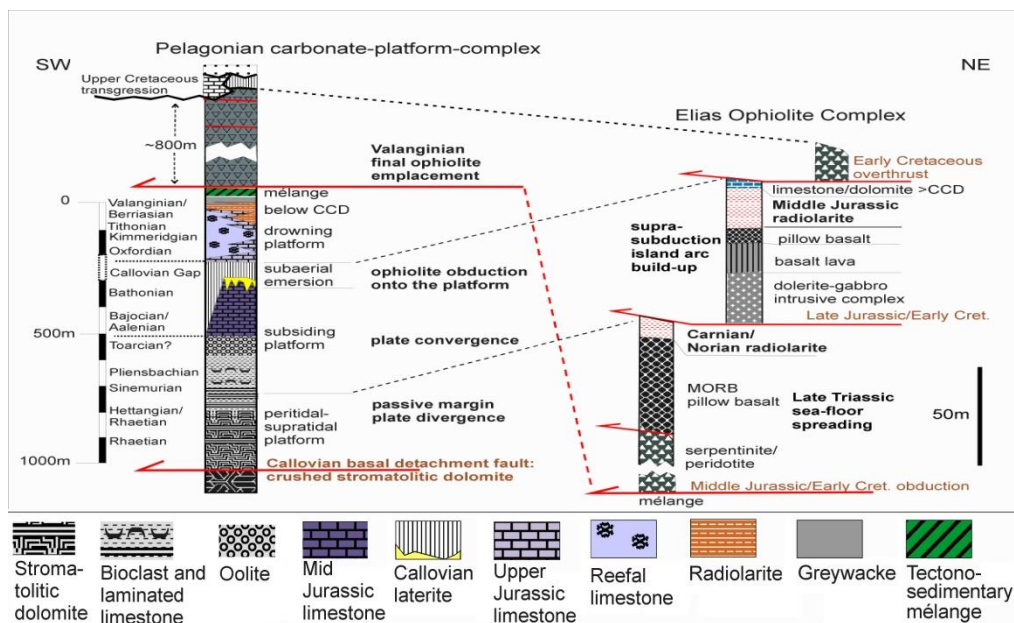 Pelagonian carbonate-platform-complex
SW
NE
Upper Cretaceous
transgression
~800m
Elias Ophiolite Complex
Valanginian
final ophiolite
emplacement
mélange
0
Valanginian/
Berriasian
Tithonian
Kimmeridgian
Oxfordian
Callovian Gap
Bathonian
Bajocian/
Aalenian
500m
Toarcian?
Pliensbachian
Sinemurian
Hettangian/
Rhaetian
Rhaetian
1000m
below CCD
drowning
platform
subaerial
emersion
subsiding
platform
peritidal-
supratidal
platform
ophiolite obduction
onto the platform
plate convergence
passive margin
plate divergence
Callovian basal detachment fault:
crushed stromatolitic dolomite
Early Cretaceous
overthrust
limestone/dolomite >CCD
Middle Jurassic
radiolarite
supra-
subduction
island arc
build-up
pillow basalt
basalt lava
dolerite-gabbro
intrusive complex
Late Jurassic/Early Cret.
Carnian/
Norian radiolarite
MORB
pillow basalt
Late Triassic
sea-floor
spreading
50m
serpentinite/
peridotite
Middle Jurassic/Early Cret. obduction
mélange
Stroma-
tolitic
dolomite
Bioclast and
laminated
limestone
Oolite
Mid
Jurassic
limestone
Callovian
laterite
Upper
Jurassic
limestone
Reefal
limestone
Radiolarite
Greywacke
Tectono-
sedimentary
mélange